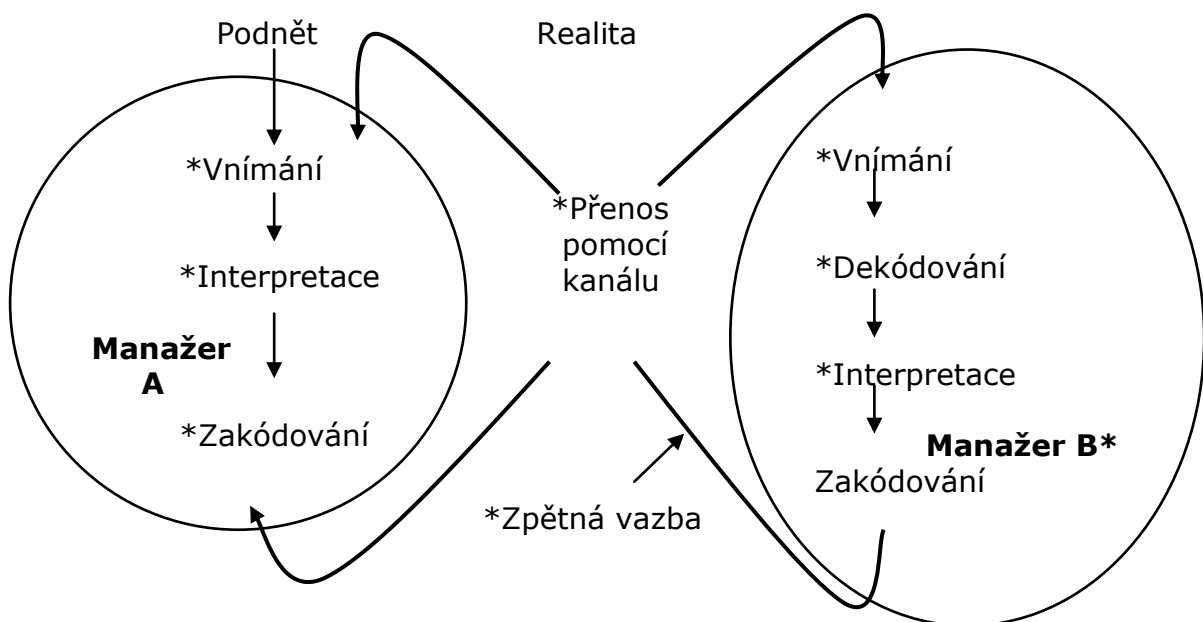 Podnět
Realita
*Vnímání
*Interpretace
Manažer
A
*Zakódování
*Přenos
pomocí
kanálu
*Zpětná vazba
*Vnímání
*Dekódování
*Interpretace
Manažer B*
Zakódování